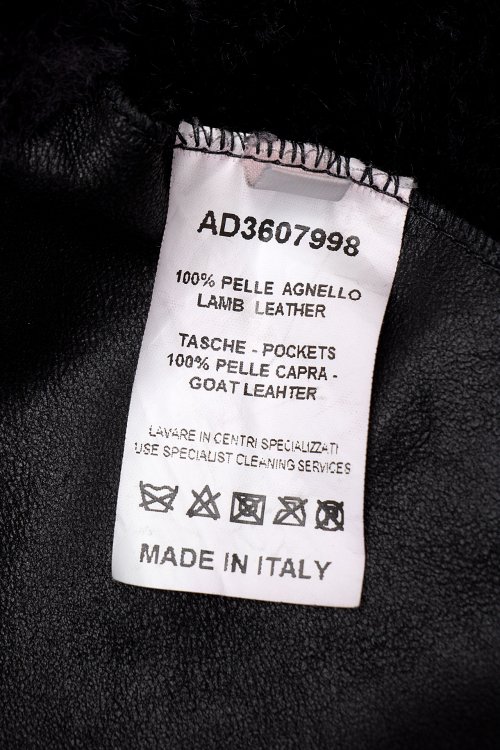 AD3607998
100% PELLE AGNELLO
LAMB LEATHER
TASCHE - POCKETS
100% PELLE CAPRA -
GOAT LEAHTER
LAVARE IN CENTRI SPECIALIZZATI
USE SPECIALIST CLEANING SERVICES
MADE IN ITALY